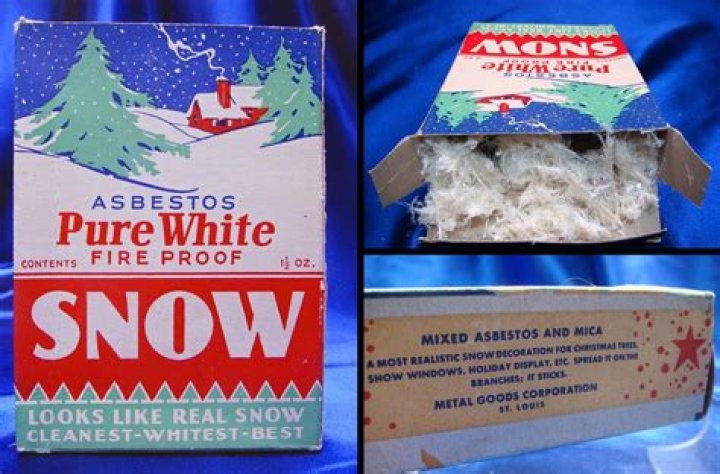 ASBESTOS
Pure White
FIRE PROOF
CONTENTS 1½ OZ.
SNOW
LOOKS LIKE REAL SNOW
CLEANEST-WHITEST-BEST
SNOW
FIRE PROOF
Pure White
ASBESTOS
MIXED ASBESTOS AND MICA
A MOST REALISTIC SNOW DECORATION FOR CHRISTMAS TREES,
SNOW WINDOWS, HOLIDAY DISPLAY, ETC. SPREAD IT ON THE
BRANCHES; IT STICKS.
METAL GOODS CORPORATION
ST. LOUIS